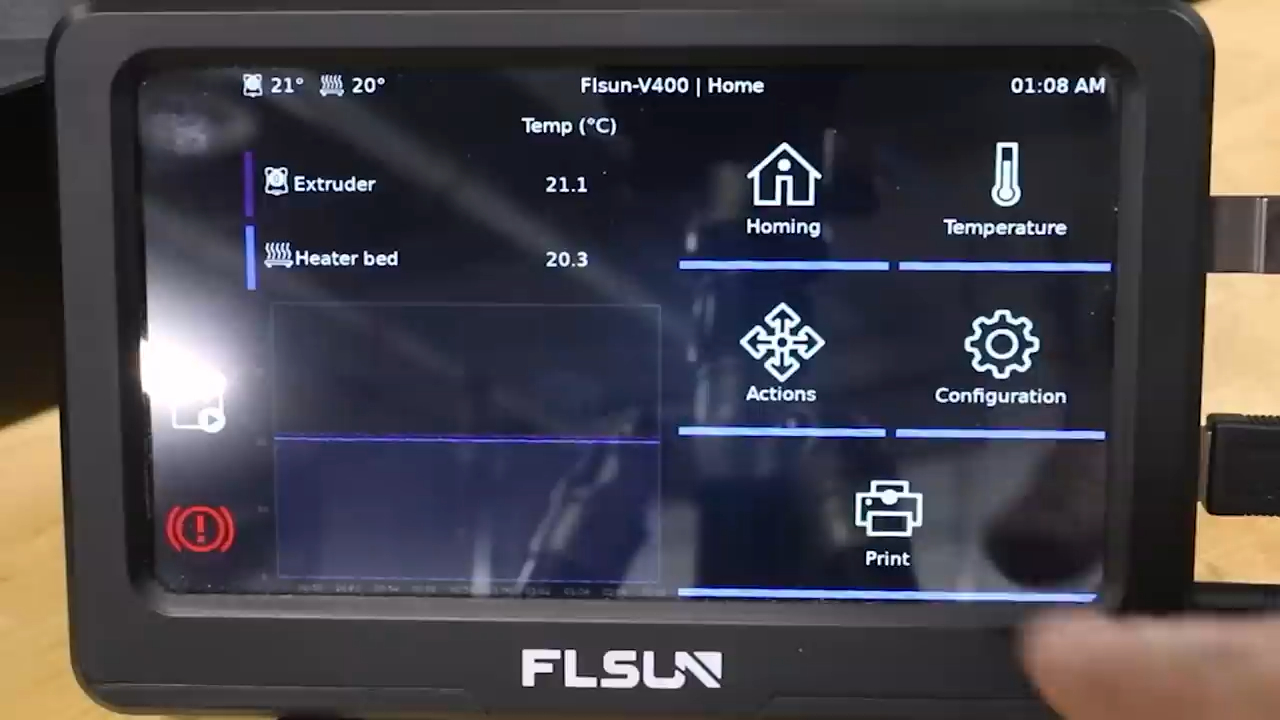 21° 20° Flsun-V400 | Home 01:08 AM
Temp (°C)
Extruder 21.1
Heater bed 20.3
Homing Temperature
Actions Configuration
Print
FLSUN